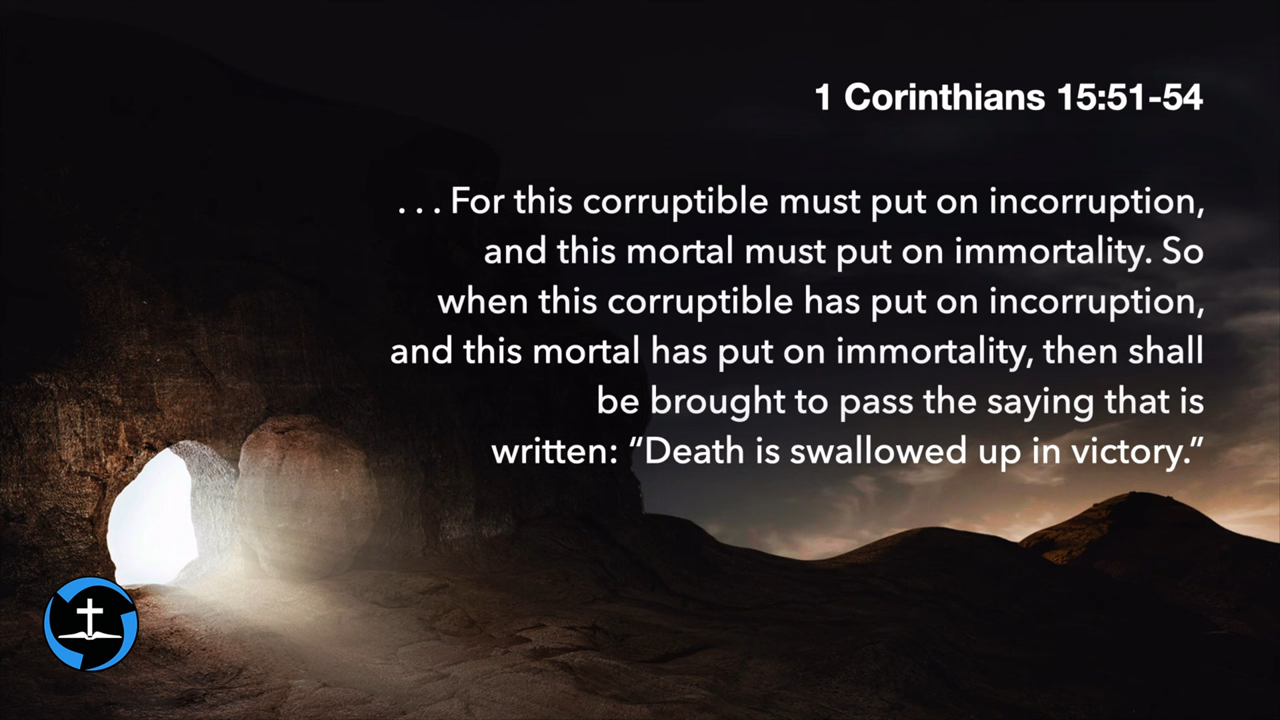 1 Corinthians 15:51-54
. . . For this corruptible must put on incorruption,
and this mortal must put on immortality. So
when this corruptible has put on incorruption,
and this mortal has put on immortality, then shall
be brought to pass the saying that is
written: “Death is swallowed up in victory.”